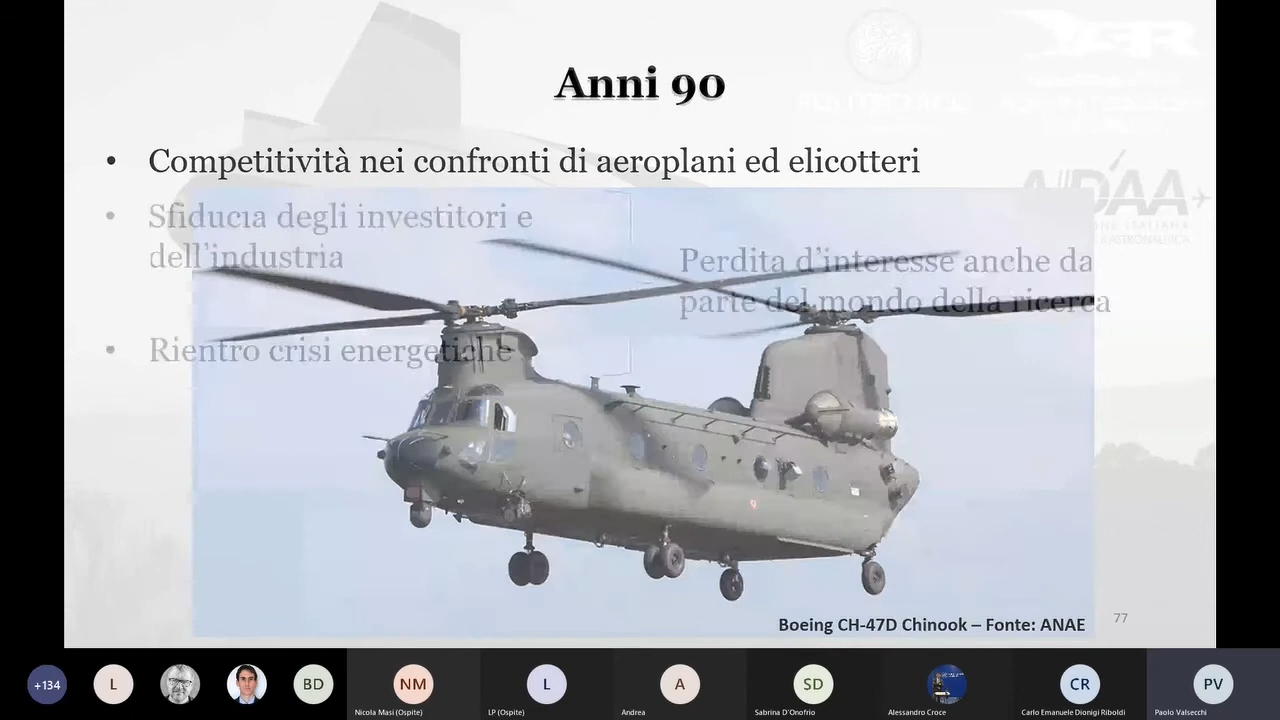 Anni 90
• Competitività nei confronti di aeroplani ed elicotteri
• Sfiducia degli investitori e
dell'industria
Perdita d'interesse anche da
parte del mondo della ricerca
• Rientro crisi energetiche
AIDAA
Boeing CH-47D Chinook – Fonte: ANAE
77
+134
L
BD
NM
L
A
SD
CR
PV
Nicola Masi (Ospite)
LP (Ospite)
Andrea
Sabrina D'Onofrio
Alessandro Croce
Carlo Emanuele Dionigi Riboldi
Paolo Valsecchi